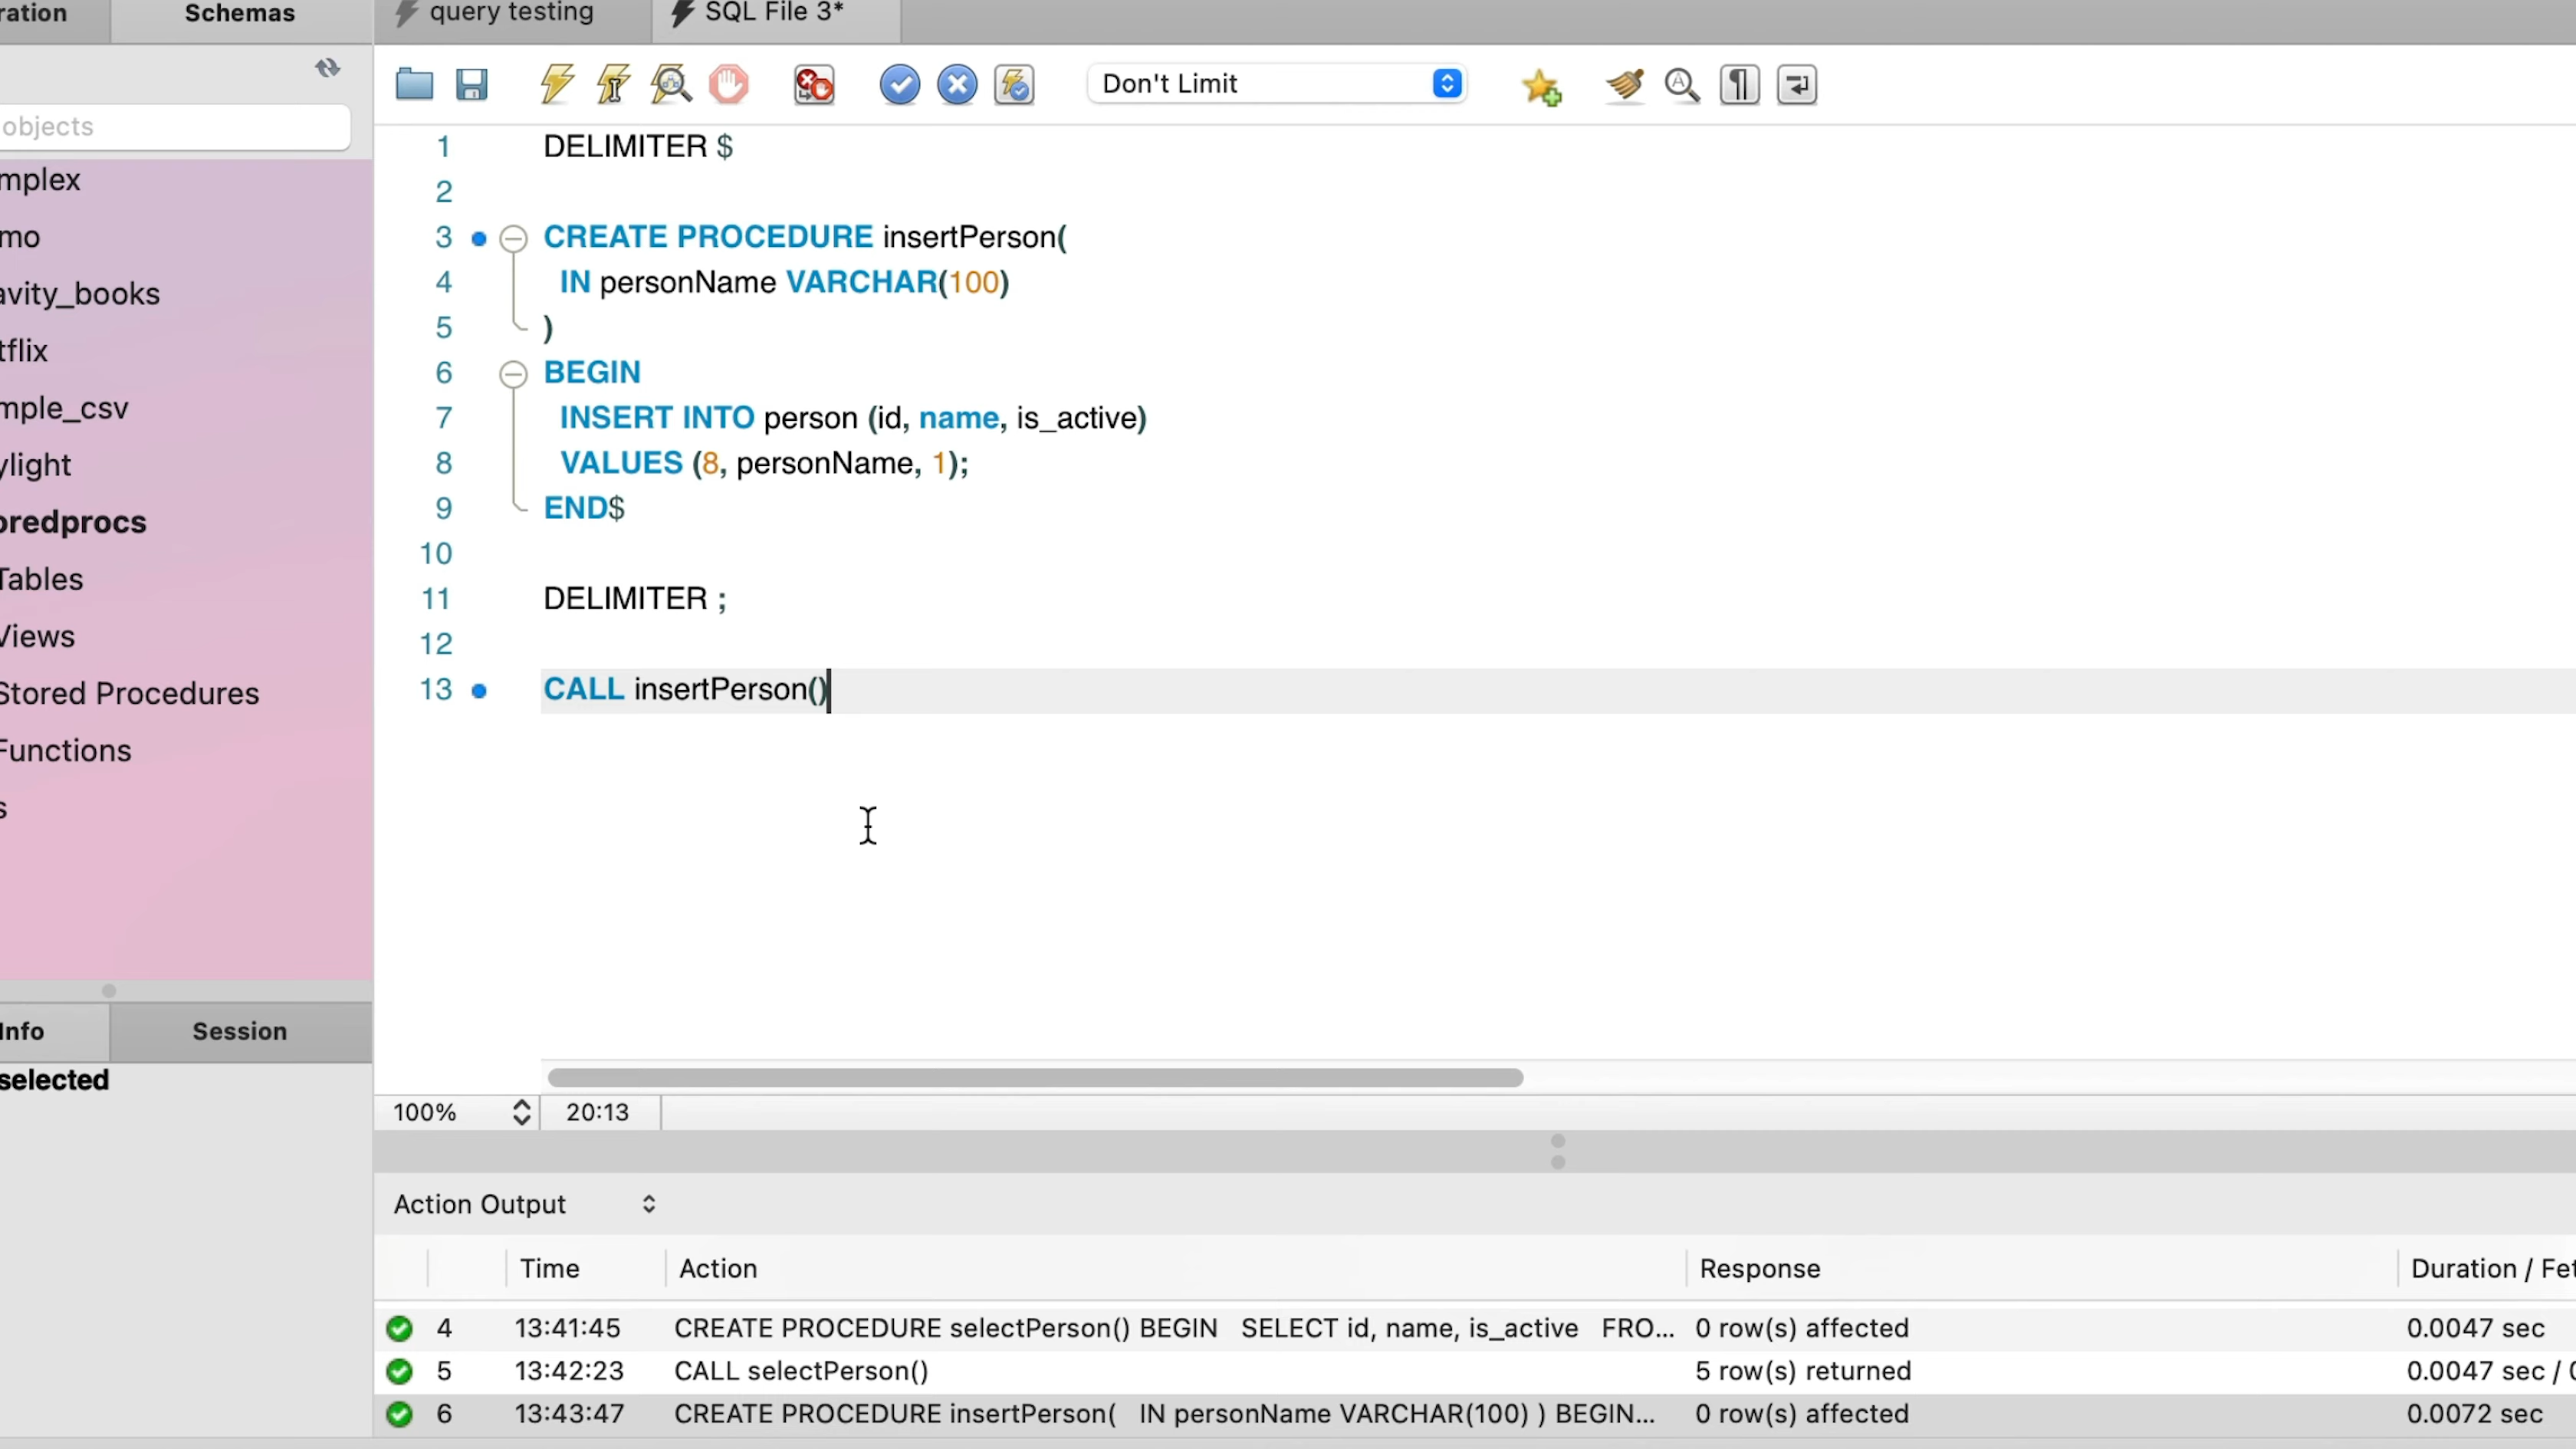 ration Schemas
objects
mplex
mo
avity_books
tflix
mple_csv
ylight
oredprocs
Tables
Views
Stored Procedures
Functions
s
Info Session
selected
query testing SQL File 3*
Don't Limit
1 DELIMITER $
2
3 CREATE PROCEDURE insertPerson(
4 IN personName VARCHAR(100)
5 )
6 BEGIN
7 INSERT INTO person (id, name, is_active)
8 VALUES (8, personName, 1);
9 END$
10
11 DELIMITER ;
12
13 CALL insertPerson()
100% 20:13
Action Output
Time Action Response Duration / Fet
4 13:41:45 CREATE PROCEDURE selectPerson() BEGIN SELECT id, name, is_active FRO... 0 row(s) affected 0.0047 sec
5 13:42:23 CALL selectPerson() 5 row(s) returned 0.0047 sec / 0
6 13:43:47 CREATE PROCEDURE insertPerson( IN personName VARCHAR(100) ) BEGIN... 0 row(s) affected 0.0072 sec